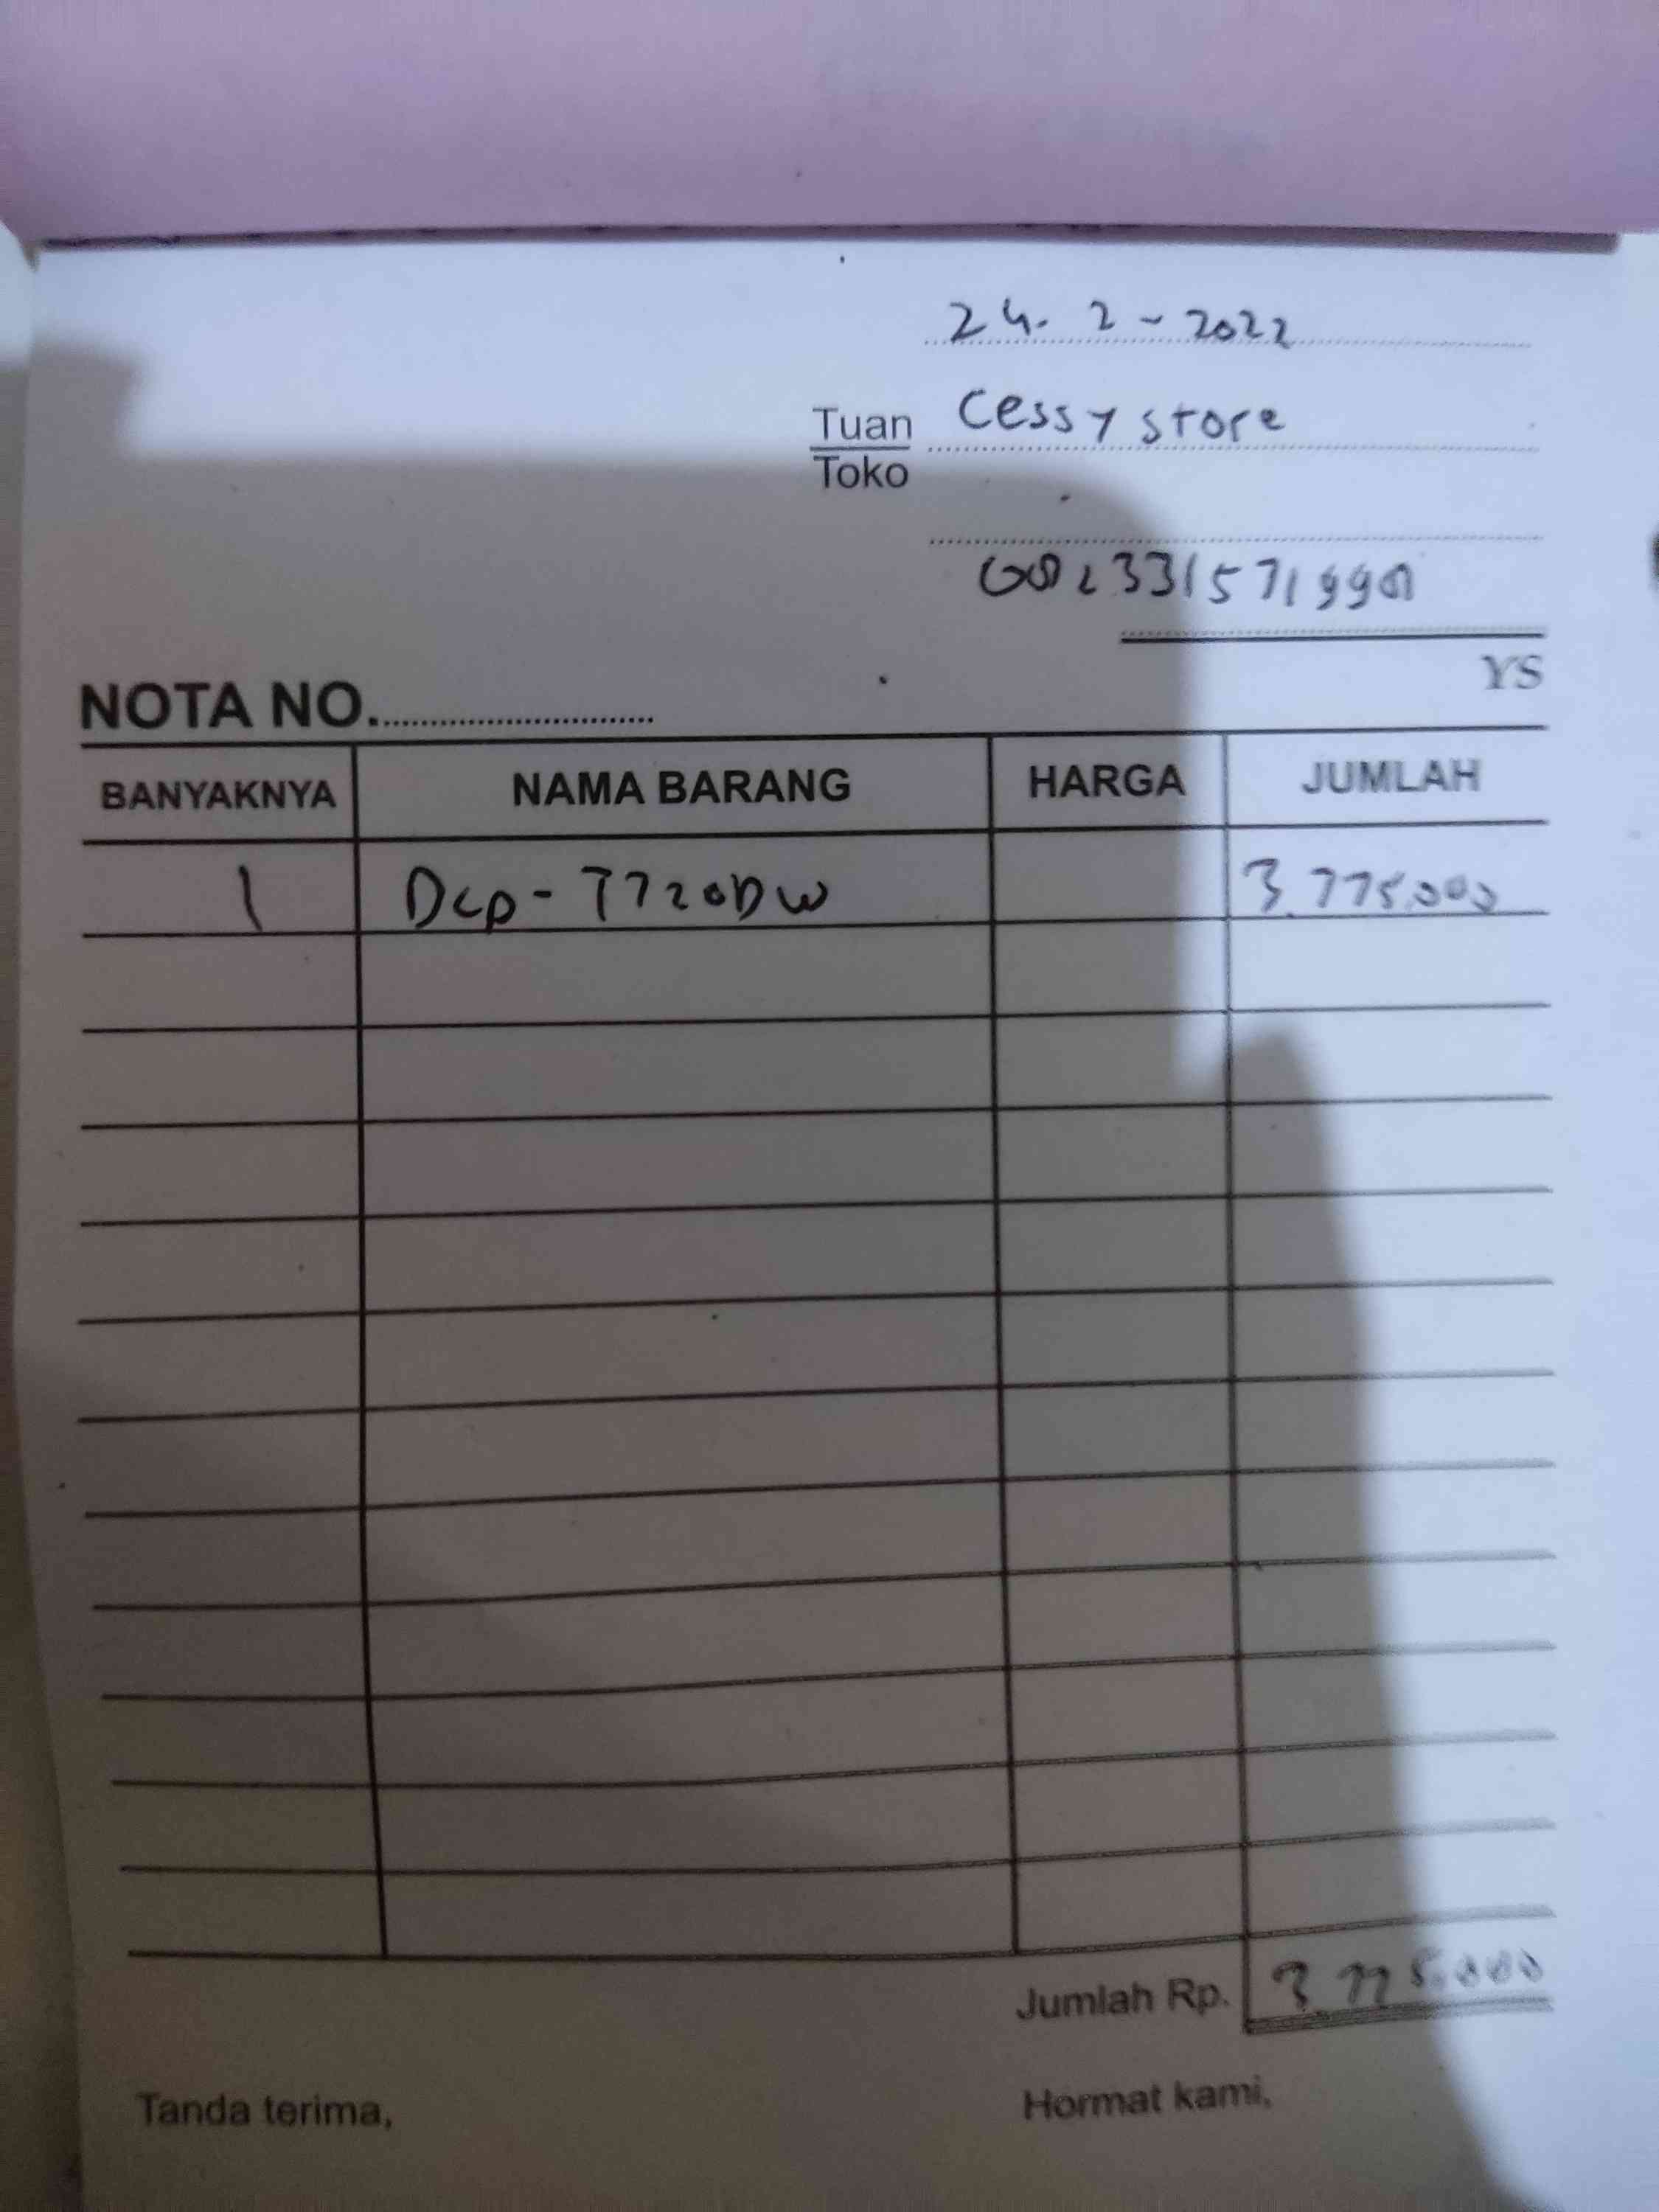 24. 2 - 2022
Tuan Cessy store
Toko
082331571998
YS
NOTA NO.
BANYAKNYA NAMA BARANG HARGA JUMLAH
1 Dcp - T720DW 3.775.000
Jumlah Rp. 3.775.000
Tanda terima, Hormat kami,